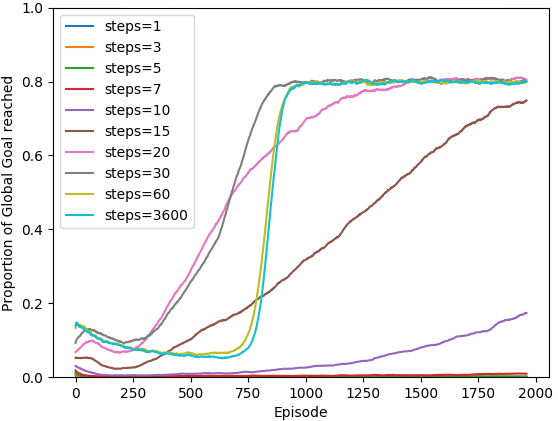 1.0
0.8
0.6
0.4
0.2
0.0
Proportion of Global Goal reached
steps=1
steps=3
steps=5
steps=7
steps=10
steps=15
steps=20
steps=30
steps=60
steps=3600
0 250 500 750 1000 1250 1500 1750 2000
Episode